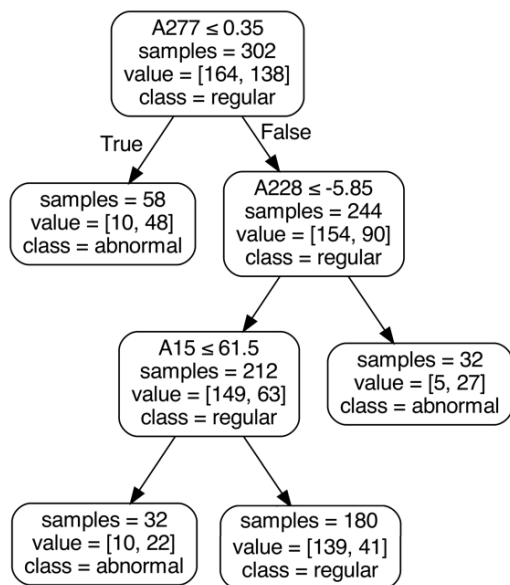 A277 ≤ 0.35
samples = 302
value = [164, 138]
class = regular
True
False
samples = 58
value = [10, 48]
class = abnormal
A228 ≤ -5.85
samples = 244
value = [154, 90]
class = regular
A15 ≤ 61.5
samples = 212
value = [149, 63]
class = regular
samples = 32
value = [5, 27]
class = abnormal
samples = 32
value = [10, 22]
class = abnormal
samples = 180
value = [139, 41]
class = regular